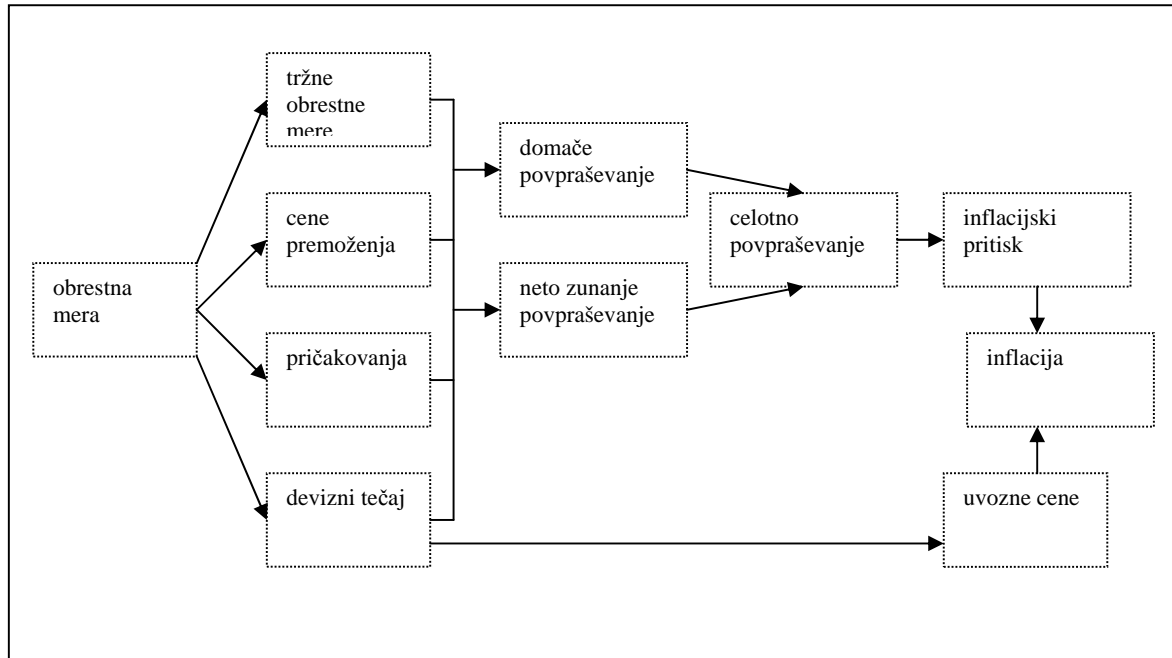 tržne
obrestne
mere
cene
premoženja
obrestna
mera
pričakovanja
devizni tečaj
domače
povpraševanje
neto zunanje
povpraševanje
celotno
povpraševanje
inflacijski
pritisk
inflacija
uvozne cene